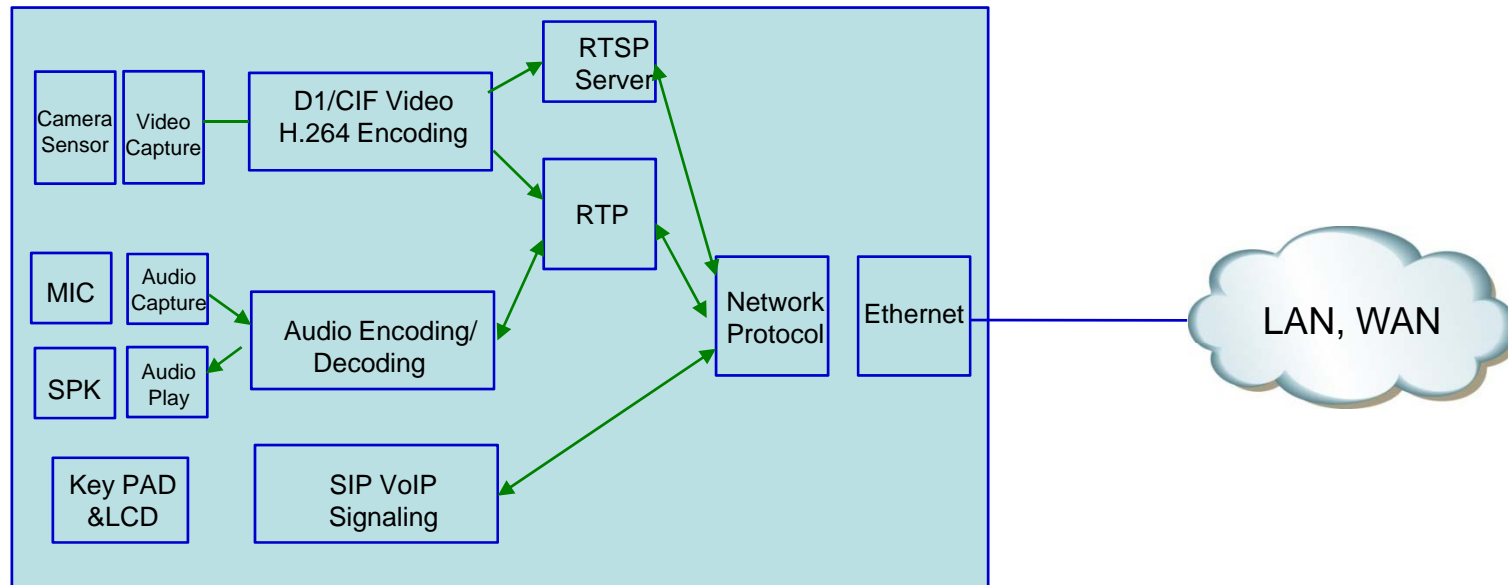 RTSP
Server
Camera
Sensor
Video
Capture
D1/CIF Video
H.264 Encoding
RTP
MIC
Audio
Capture
Audio Encoding/
Decoding
SPK
Audio
Play
Network
Protocol
Ethernet
LAN, WAN
Key PAD
&LCD
SIP VoIP
Signaling